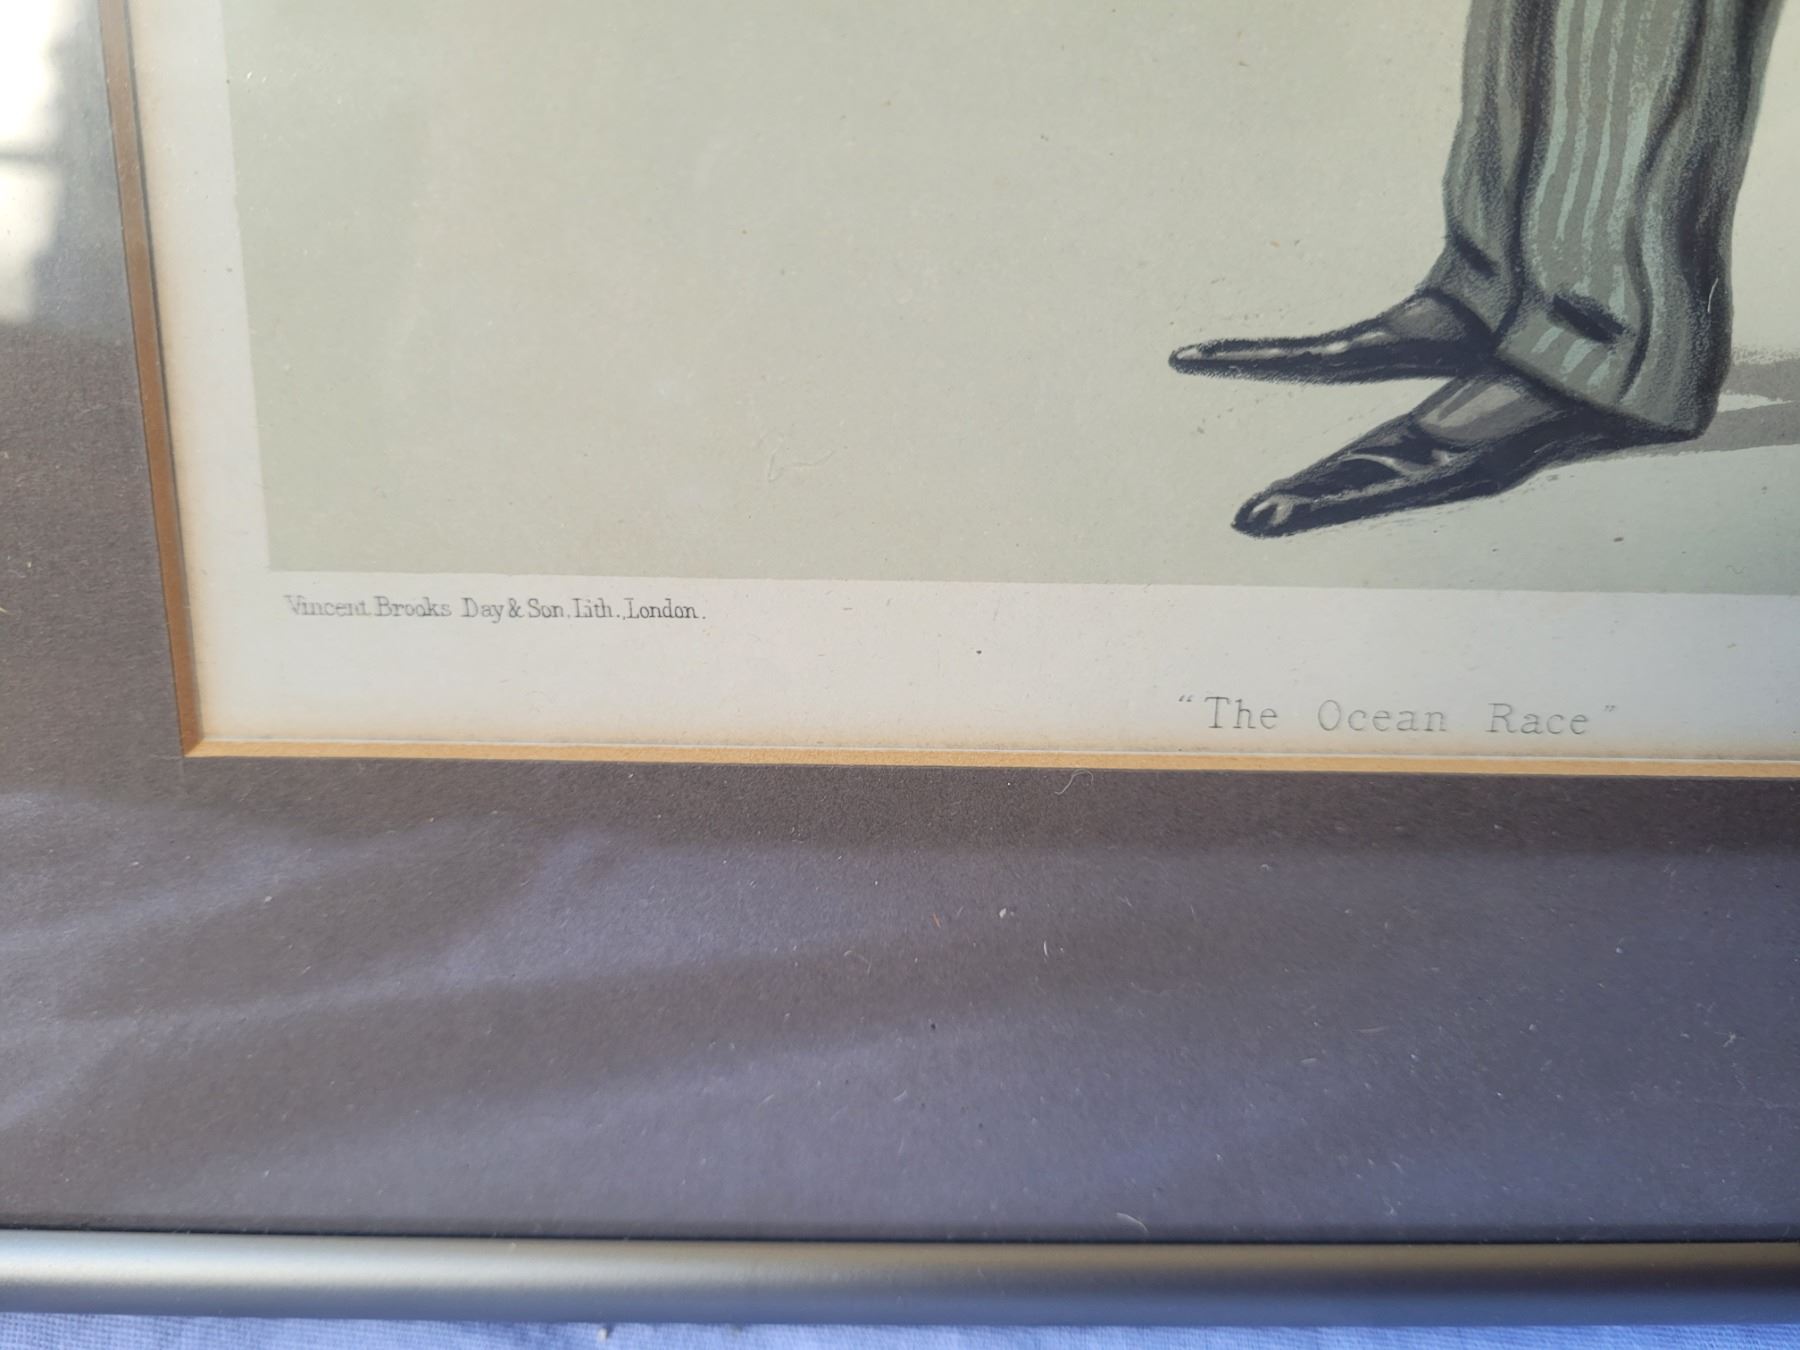 Vincent Brooks Day & Son, Lith., London.
"The Ocean Race"